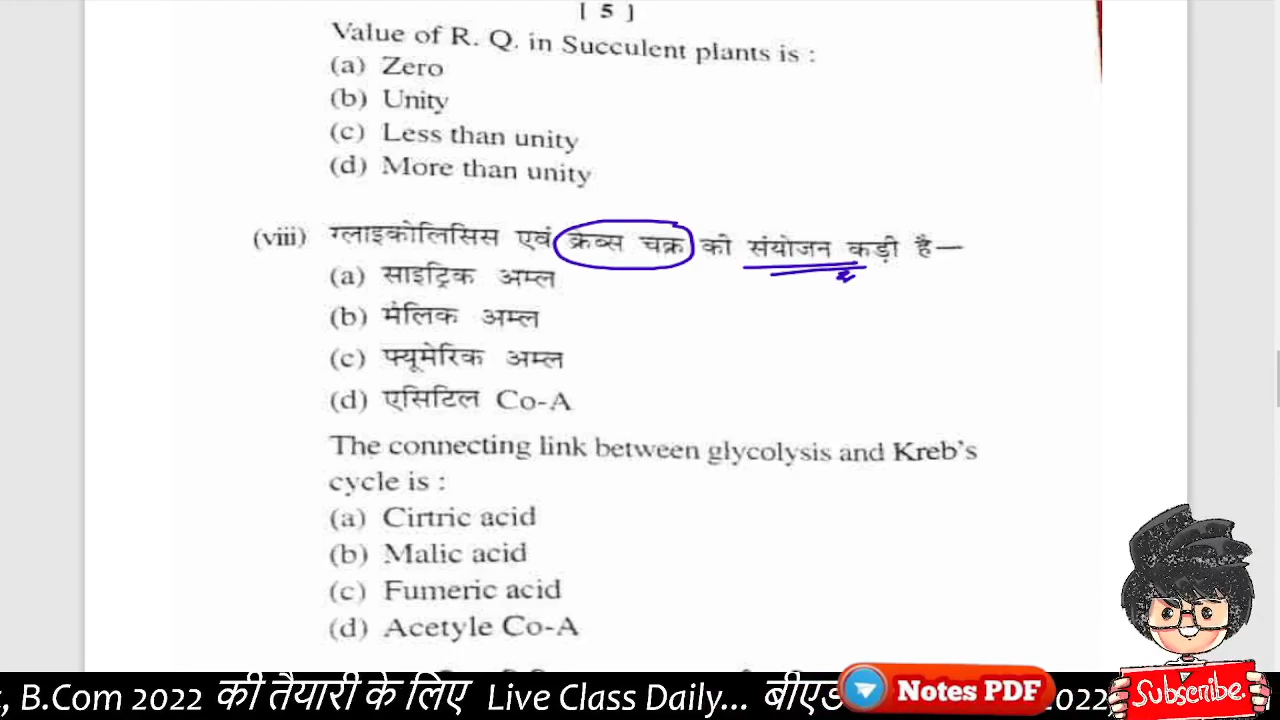 [ 5 ]
Value of R. Q. in Succulent plants is :
(a) Zero
(b) Unity
(c) Less than unity
(d) More than unity
(viii) ग्लाइकोलिसिस एवं क्रेब्स चक्र की संयोजन कड़ी है—
(a) साइट्रिक अम्ल
(b) मैलिक अम्ल
(c) फ्यूमेरिक अम्ल
(d) एसिटिल Co-A
The connecting link between glycolysis and Kreb's
cycle is :
(a) Cirtric acid
(b) Malic acid
(c) Fumeric acid
(d) Acetyle Co-A
, B.Com 2022 की तैयारी के लिए Live Class Daily... बीएड
Notes PDF
2022
Subscribe